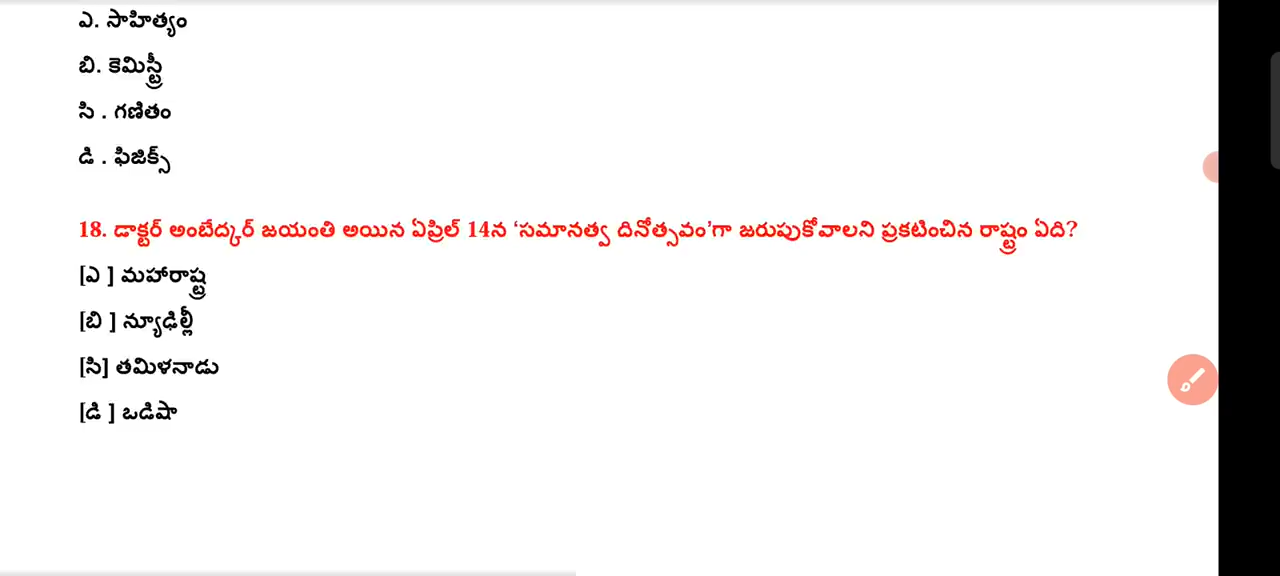 ఎ. సాహిత్యం
బి. కెమిస్ట్రీ
సి . గణితం
డి . ఫిజిక్స్
18. డాక్టర్ అంబేద్కర్ జయంతి అయిన ఏప్రిల్ 14న ‘సమానత్వ దినోత్సవం’గా జరుపుకోవాలని ప్రకటించిన రాష్ట్రం ఏది?
[ఎ ] మహారాష్ట్ర
[బి ] న్యూఢిల్లీ
[సి] తమిళనాడు
[డి ] ఒడిషా